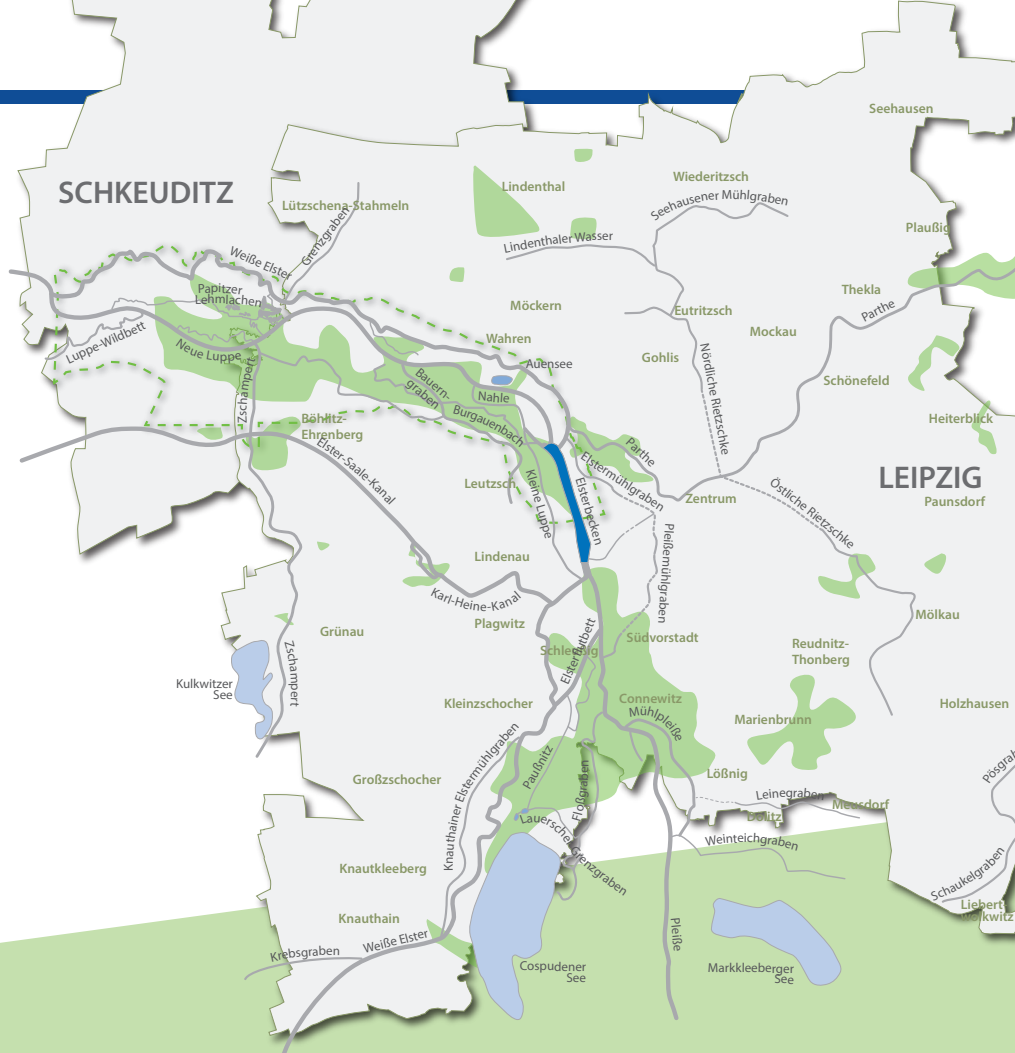 Seehausen
SCHKEUDITZ
Lindenthal
Wiederitzsch
Seehausener Mühlgraben
Lützschena-Stahmeln
Grenzgraben
Plaußig
Lindenthaler Wasser
Weiße Elster
Papitzer
Lehmlachen
Thekla
Parthe
Möckern
Eutritzsch
Mockau
Luppe-Wildbett
Neue Luppe
Wahren
Gohlis
Nördliche Rietzschke
Auensee
Zschampert
Bauern-
graben
Nahle
Schönefeld
Burgauenbach
Böhlitz-
Ehrenberg
Heiterblick
Elster-Saale-Kanal
Parthe
Elstermühlgraben
LEIPZIG
Leutzsch
Kleine Luppe
Elsterbecken
Zentrum
Östliche Rietzschke
Paunsdorf
Pleißemühlgraben
Lindenau
Karl-Heine-Kanal
Plagwitz
Mölkau
Grünau
Zschampert
Schleußig
Elsterflutbett
Südvorstadt
Reudnitz-
Thonberg
Kulkwitzer
See
Kleinzschocher
Connewitz
Mühlpleiße
Marienbrunn
Holzhausen
Knauthainer Elstermühlgraben
Paußnitz
Floßgraben
Großzschocher
Lößnig
Leinegraben
Meusdorf
Dölitz
Lauerscher Grenzgraben
Weinteichgraben
Knautkleeberg
Schaukelgraben
Liebert-
wolkwitz
Knauthain
Weiße Elster
Krebsgraben
Pleiße
Cospudener
See
Markkleeberger
See